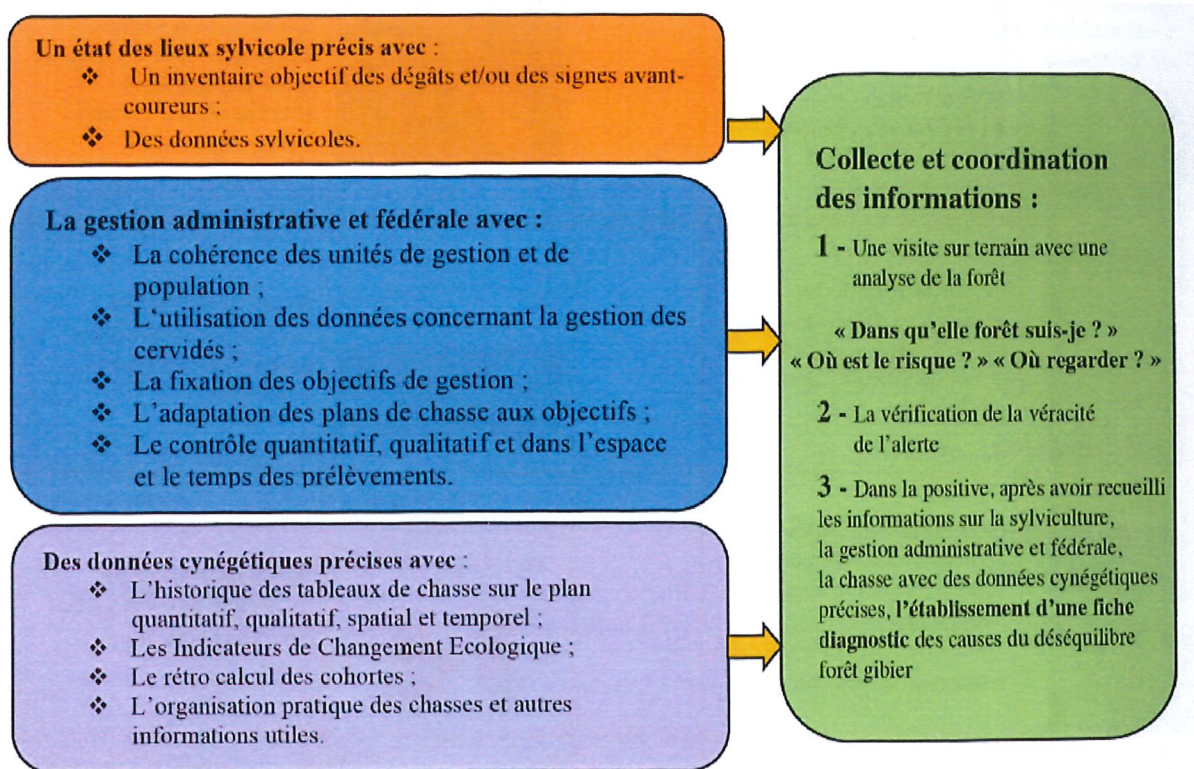 Un état des lieux sylvicole précis avec :
❖ Un inventaire objectif des dégâts et/ou des signes avant-
coureurs ;
❖ Des données sylvicoles.
La gestion administrative et fédérale avec :
❖ La cohérence des unités de gestion et de
population ;
❖ L‘utilisation des données concernant la gestion des
cervidés ;
❖ La fixation des objectifs de gestion ;
❖ L’adaptation des plans de chasse aux objectifs ;
❖ Le contrôle quantitatif, qualitatif et dans l’espace
et le temps des prélèvements.
Des données cynégétiques précises avec :
❖ L’historique des tableaux de chasse sur le plan
quantitatif, qualitatif, spatial et temporel ;
❖ Les Indicateurs de Changement Ecologique ;
❖ Le rétro calcul des cohortes ;
❖ L’organisation pratique des chasses et autres
informations utiles.
Collecte et coordination
des informations :
1 - Une visite sur terrain avec une
analyse de la forêt
« Dans qu’elle forêt suis-je ? »
« Où est le risque ? » « Où regarder ? »
2 - La vérification de la véracité
de l’alerte
3 - Dans la positive, après avoir recueilli
les informations sur la sylviculture,
la gestion administrative et fédérale,
la chasse avec des données cynégétiques
précises, l’établissement d’une fiche
diagnostic des causes du déséquilibre
forêt gibier